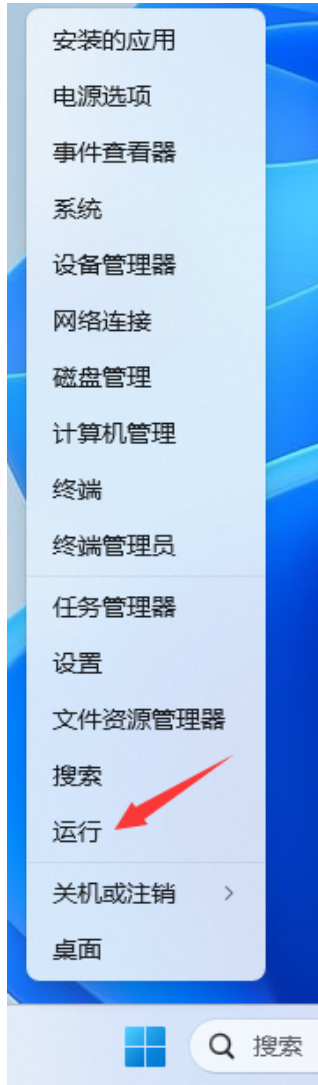 安装的应用
电源选项
事件查看器
系统
设备管理器
网络连接
磁盘管理
计算机管理
终端
终端管理员
任务管理器
设置
文件资源管理器
搜索
运行
关机或注销
桌面
搜索